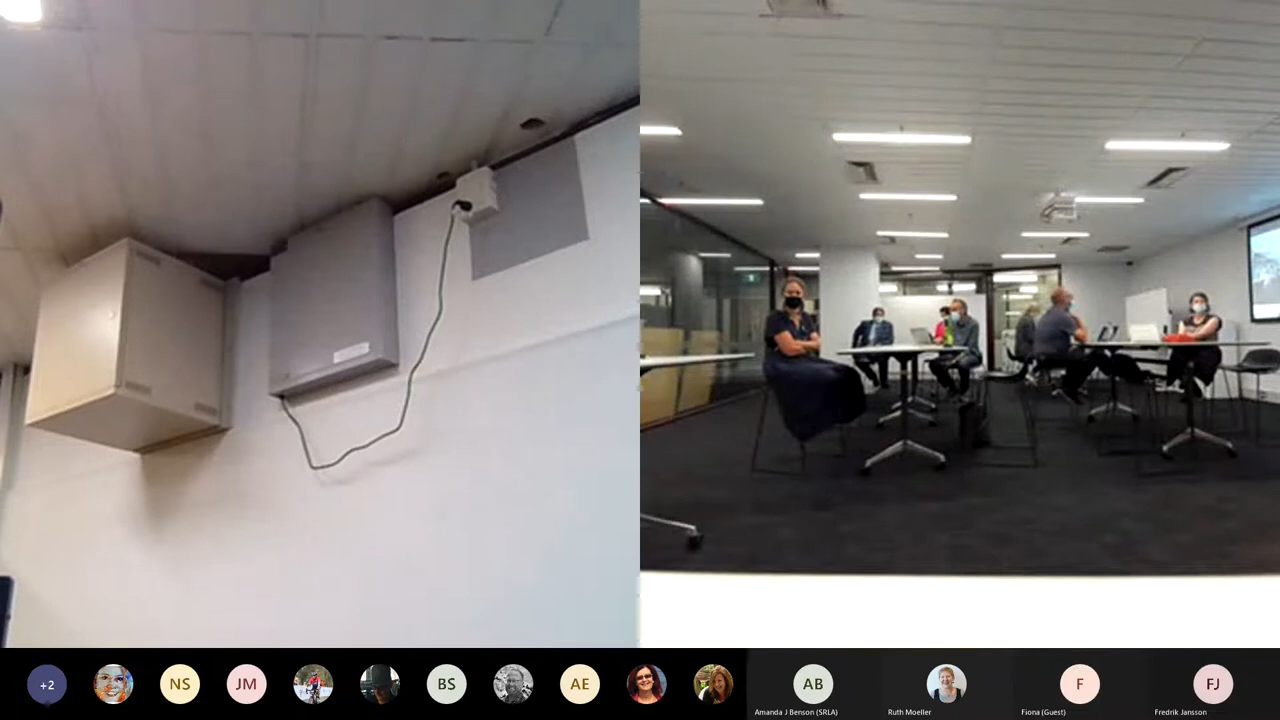 +2
NS
JM
BS
AE
AB
F
FJ
Amanda J Benson (SRLA)
Ruth Moeller
Fiona (Guest)
Fredrik Jansson